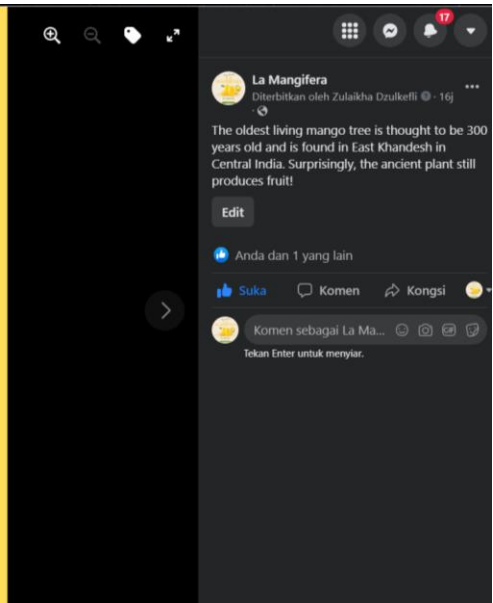 17
La Mangifera
Diterbitkan oleh Zulaikha Dzulkefli · 16j
·
The oldest living mango tree is thought to be 300
years old and is found in East Khandesh in
Central India. Surprisingly, the ancient plant still
produces fruit!
Edit
Anda dan 1 yang lain
Suka Komen Kongsi
Komen sebagai La Ma... GIF
Tekan Enter untuk menyiar.